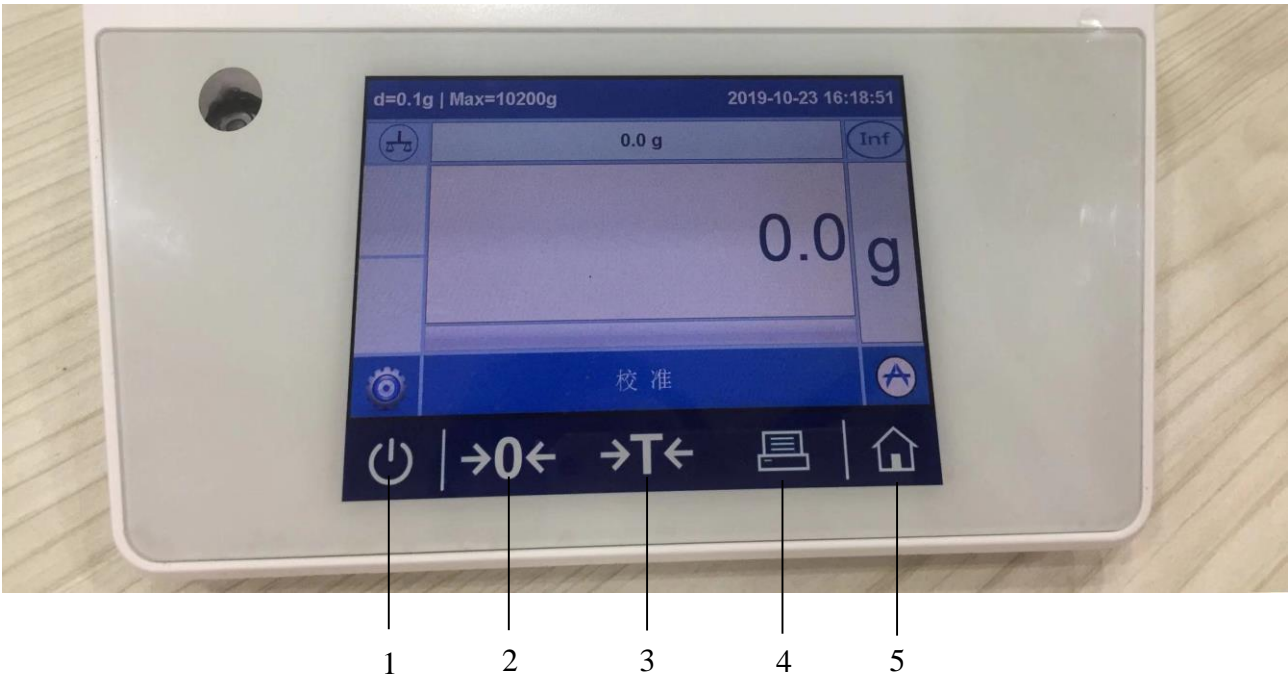 d=0.1g | Max=10200g 2019-10-23 16:18:51
0.0 g Inf
0.0 g
校准
→0← →T←
1 2 3 4 5